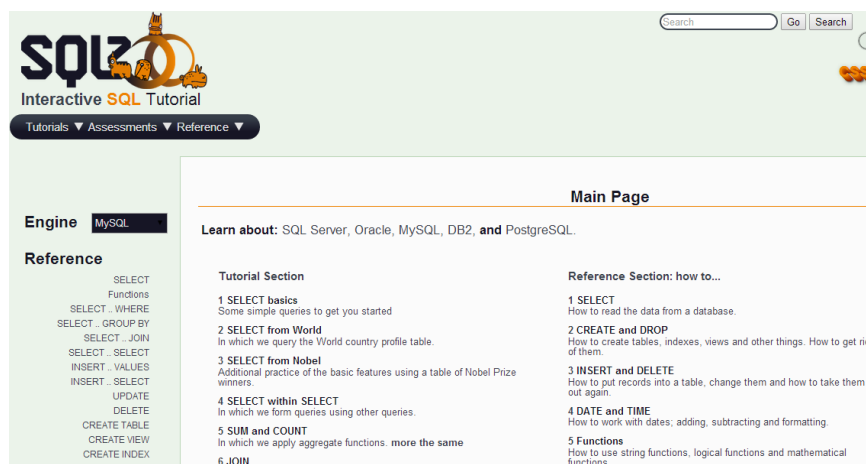 SQLZOO
Search
Go
Search
Interactive SQL Tutorial
Tutorials ▼ Assessments ▼ Reference ▼
Main Page
Engine
MySQL
Learn about: SQL Server, Oracle, MySQL, DB2, and PostgreSQL.
Reference
SELECT
Functions
SELECT .. WHERE
SELECT .. GROUP BY
SELECT .. JOIN
SELECT .. SELECT
INSERT .. VALUES
INSERT .. SELECT
UPDATE
DELETE
CREATE TABLE
CREATE VIEW
CREATE INDEX
Tutorial Section
1 SELECT basics
Some simple queries to get you started
2 SELECT from World
In which we query the World country profile table.
3 SELECT from Nobel
Additional practice of the basic features using a table of Nobel Prize
winners.
4 SELECT within SELECT
In which we form queries using other queries.
5 SUM and COUNT
In which we apply aggregate functions. more the same
6 JOIN
Reference Section: how to...
1 SELECT
How to read the data from a database.
2 CREATE and DROP
How to create tables, indexes, views and other things. How to get ri
of them.
3 INSERT and DELETE
How to put records into a table, change them and how to take them
out again.
4 DATE and TIME
How to work with dates; adding, subtracting and formatting.
5 Functions
How to use string functions, logical functions and mathematical
functions